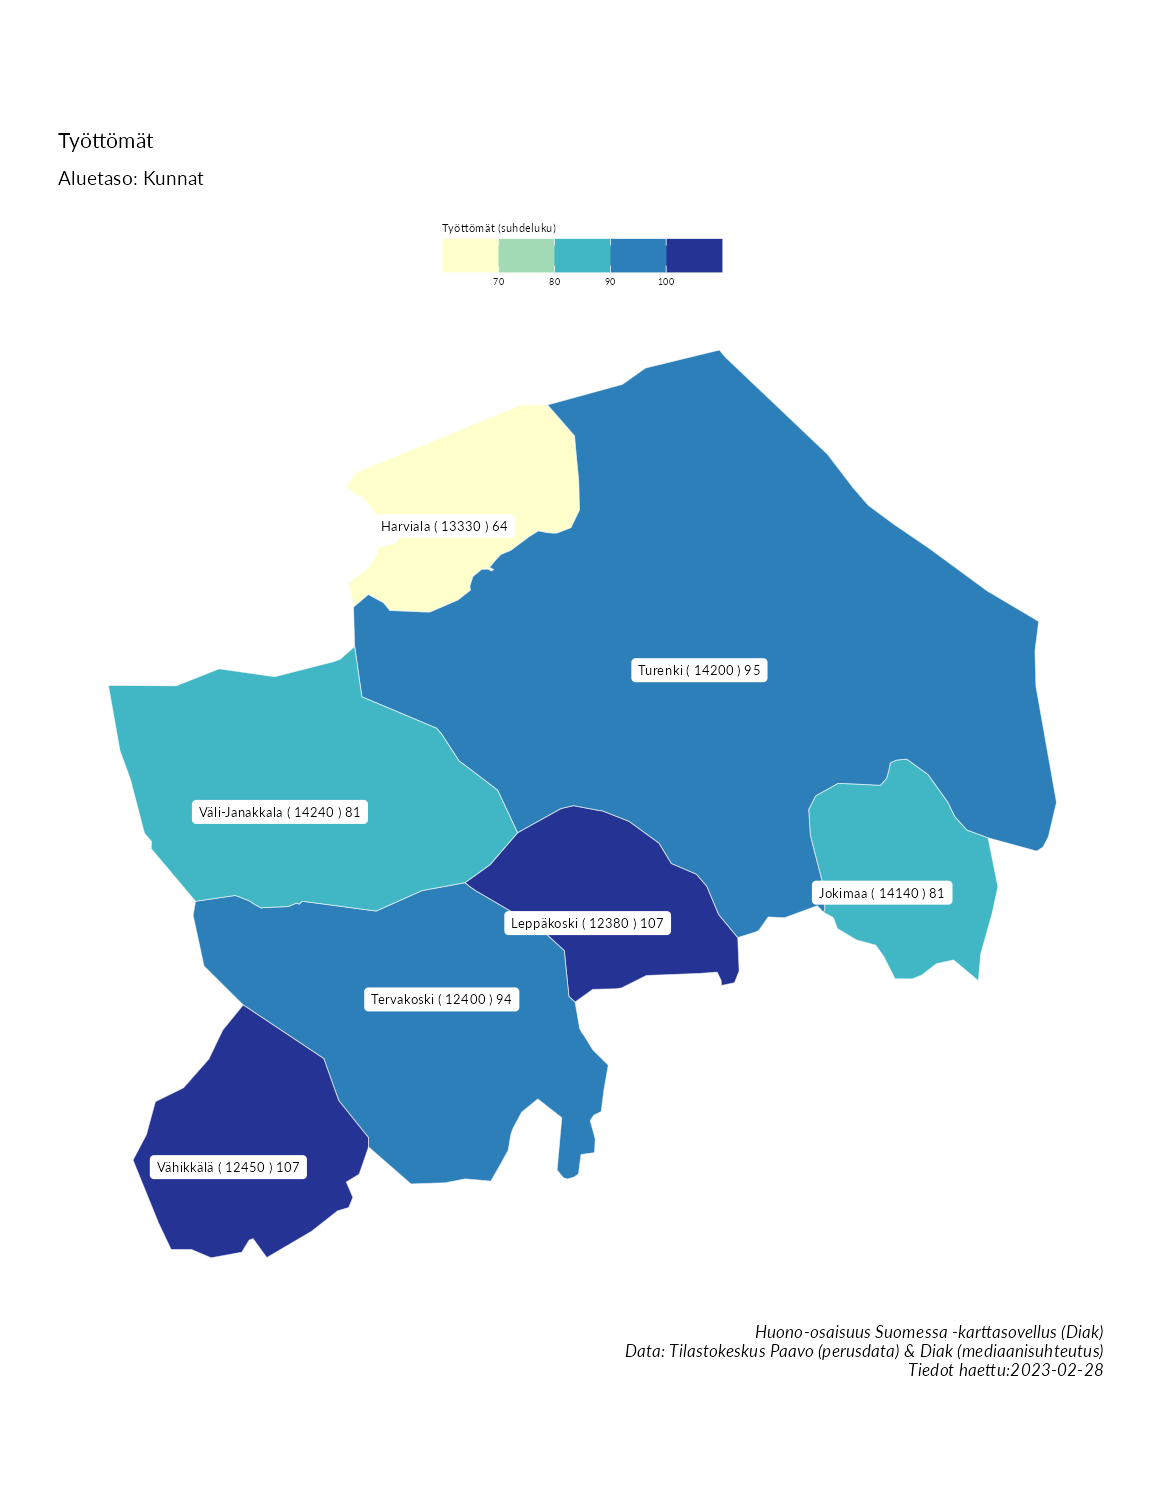 Työttömät
Aluetaso: Kunnat
Työttömät (suhdeluku)
70 80 90 100
Harviala ( 13330 ) 64
Turenki ( 14200 ) 95
Väli-Janakkala ( 14240 ) 81
Jokimaa ( 14140 ) 81
Leppäkoski ( 12380 ) 107
Tervakoski ( 12400 ) 94
Vähikkälä ( 12450 ) 107
Huono-osaisuus Suomessa -karttasovellus (Diak)
Data: Tilastokeskus Paavo (perusdata) & Diak (mediaanisuhteutus)
Tiedot haettu:2023-02-28